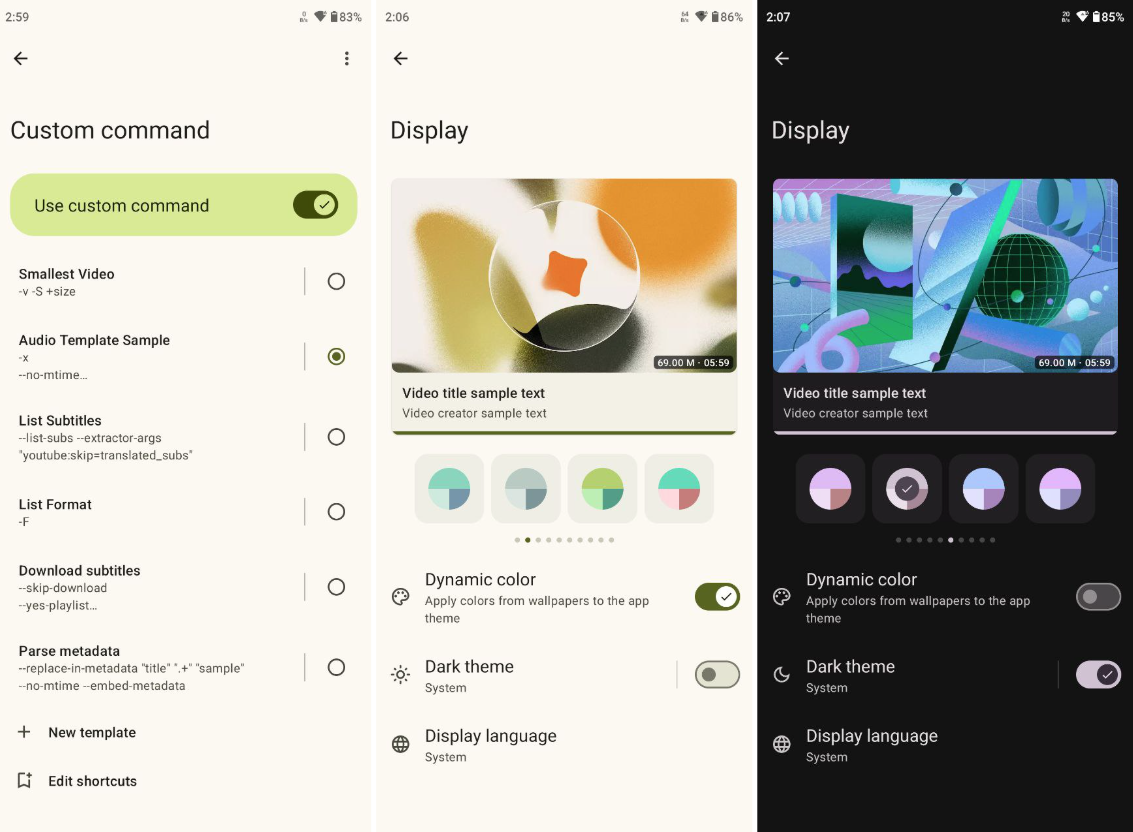 2:59
0
B/s
83%
Custom command
Use custom command
Smallest Video
-v -S +size
Audio Template Sample
-x
--no-mtime…
List Subtitles
--list-subs --extractor-args
"youtube:skip=translated_subs"
List Format
-F
Download subtitles
--skip-download
--yes-playlist…
Parse metadata
--replace-in-metadata "title" ".+" "sample"
--no-mtime --embed-metadata
New template
Edit shortcuts
2:06
64
B/s
86%
Display
69.00 M · 05:59
Video title sample text
Video creator sample text
Dynamic color
Apply colors from wallpapers to the app
theme
Dark theme
System
Display language
System
2:07
20
B/s
85%
Display
69.00 M · 05:59
Video title sample text
Video creator sample text
Dynamic color
Apply colors from wallpapers to the app
theme
Dark theme
System
Display language
System